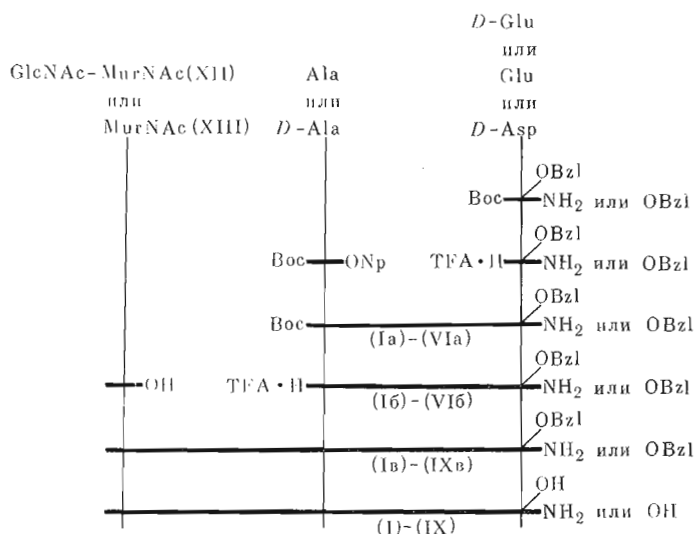 D-Glu
или
GlcNAc-MurNAc(XII) Ala Glu
или или или
MurNAc(XIII) D-Ala D-Asp
OBzl
Boc NH₂ или OBzl
OBzl
Boc ONp TFA·H NH₂ или OBzl
OBzl
Boc NH₂ или OBzl
(Iа)-(VIа)
OBzl
OH TFA·H NH₂ или OBzl
(Iб)-(VIб)
OBzl
NH₂ или OBzl
(Iв)-(IXв)
OH
NH₂ или OH
(I)-(IX)